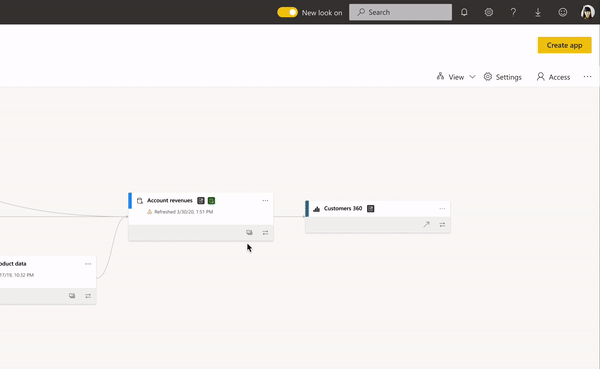 New look on
Search
Create app
View
Settings
Access
Account revenues
Refreshed 3/30/20, 1:51 PM
Customers 360
oduct data
17/19, 10:32 PM